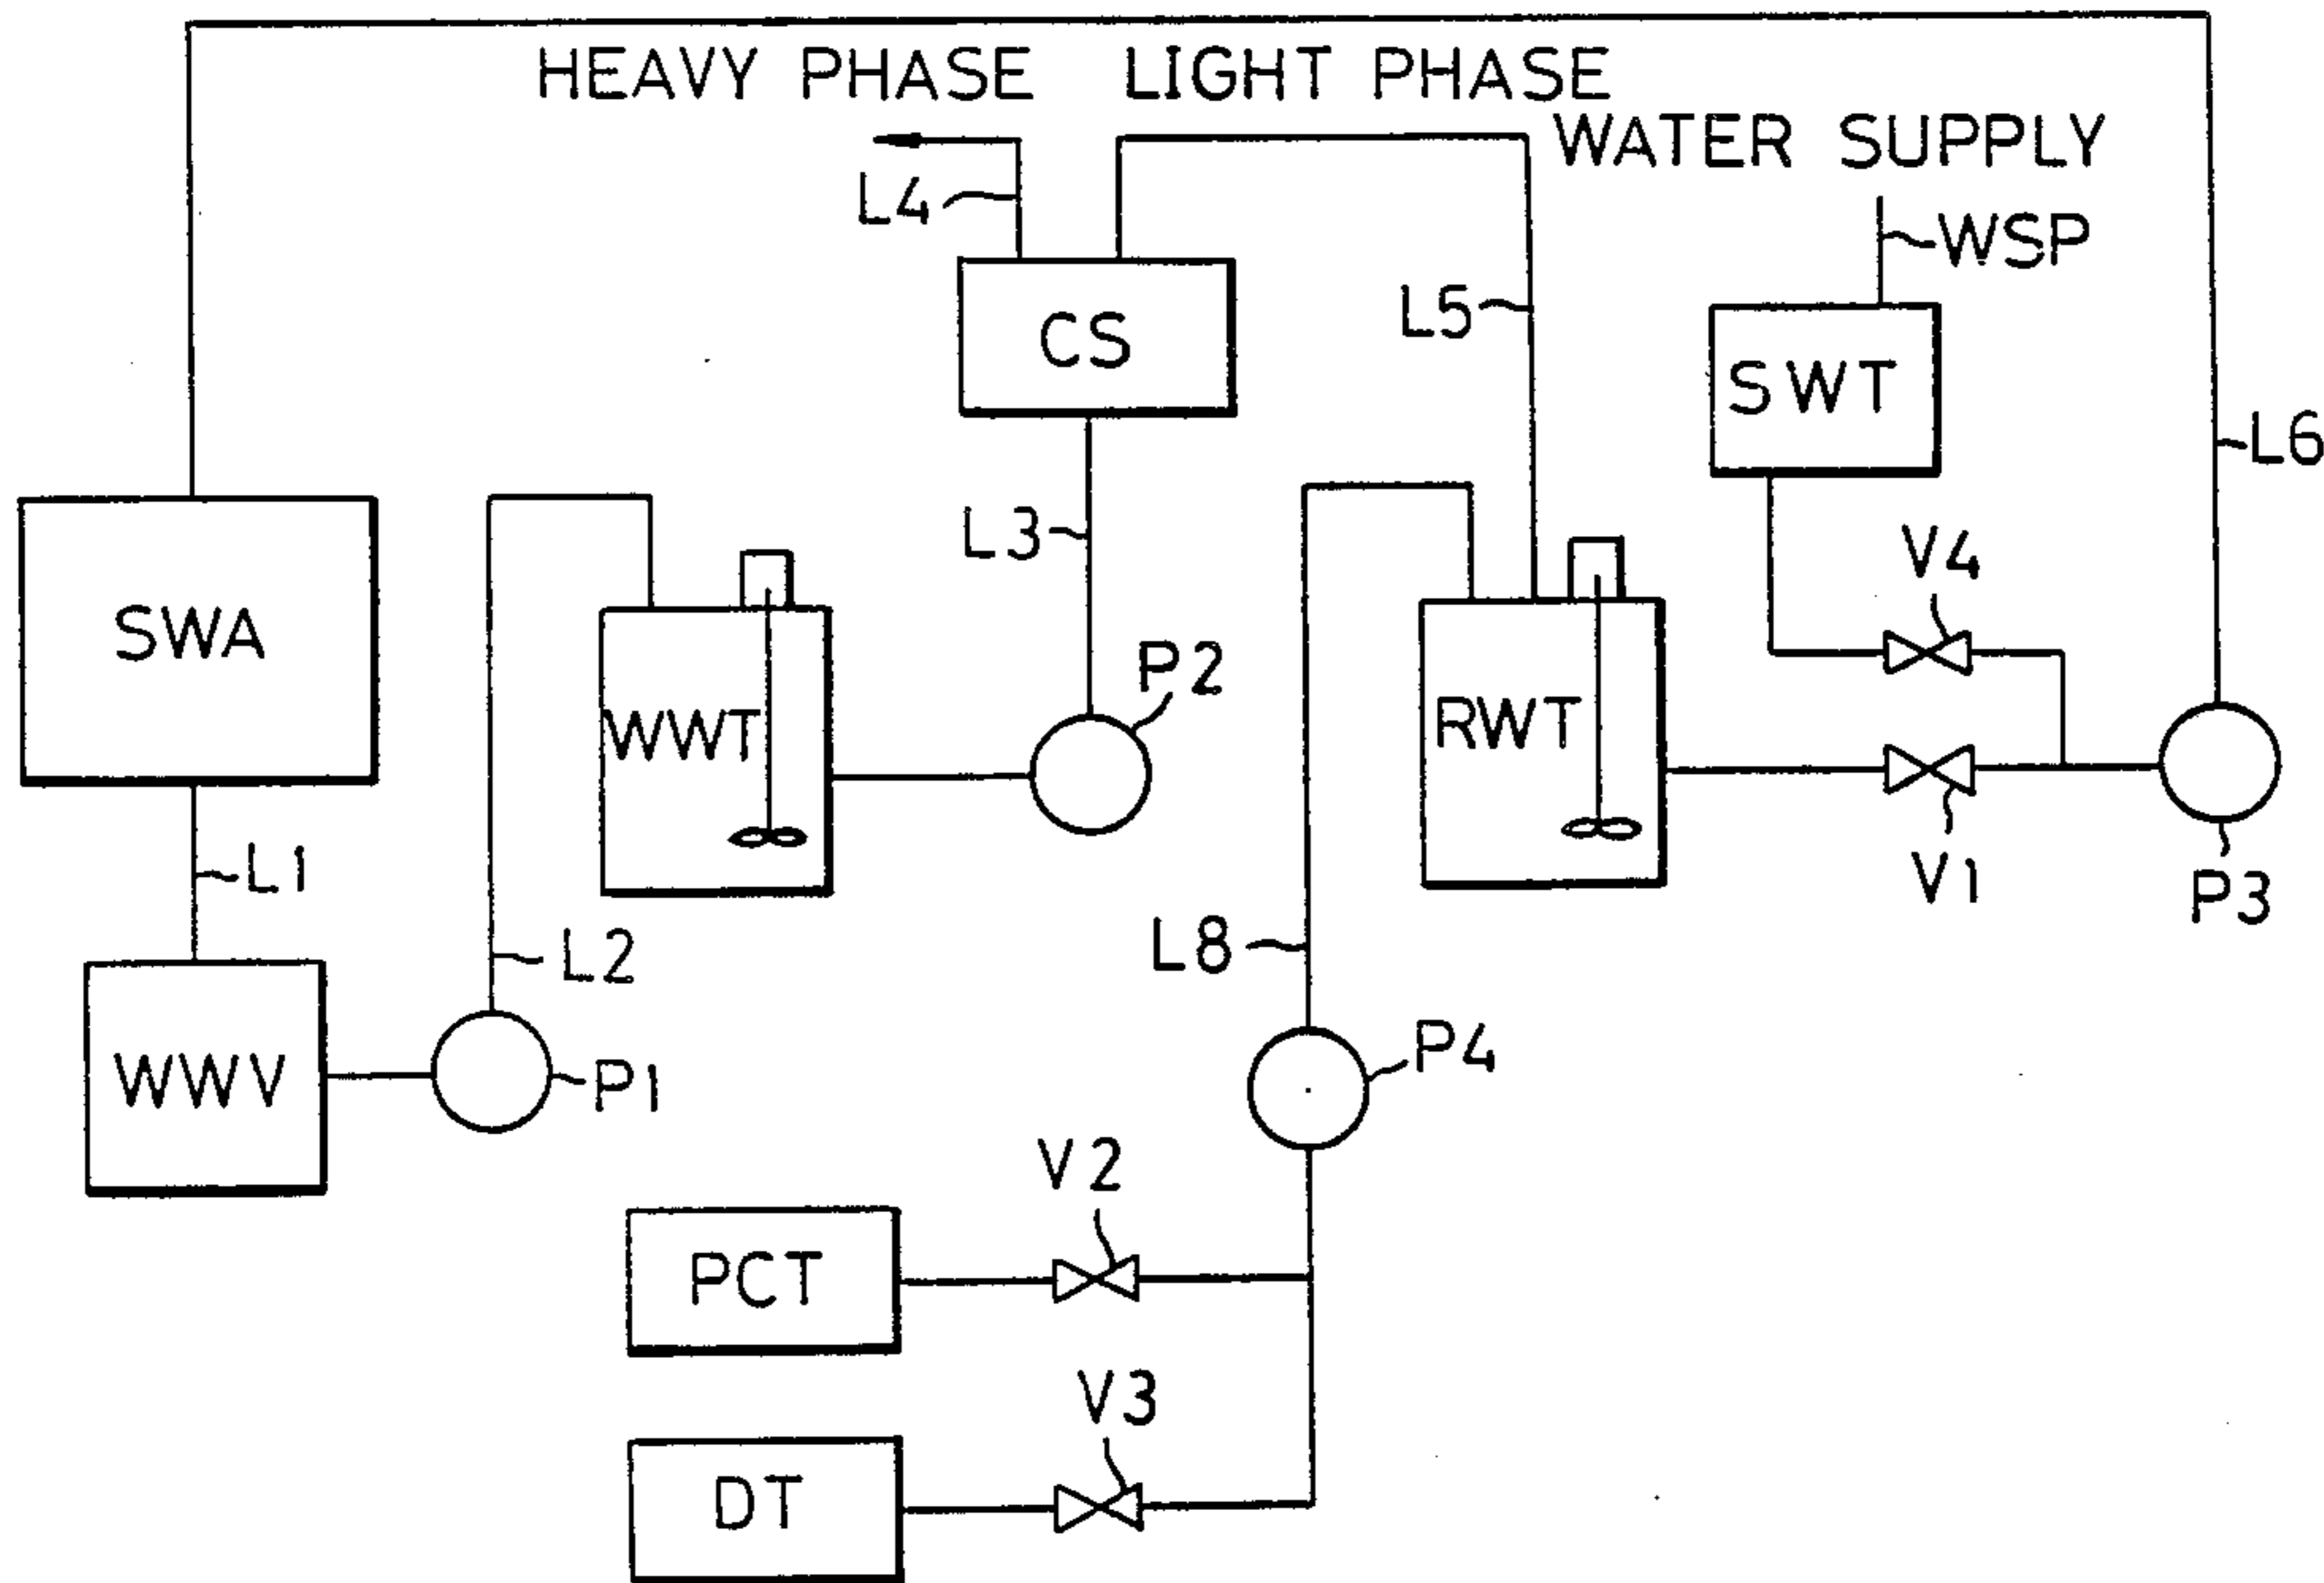 HEAVY PHASE LIGHT PHASE
WATER SUPPLY
L4
WSP
CS
L5
SWT
L6
L3
V4
SWA
P2
WWT
RWT
L1
V1
P3
L2
L8
WWV
P1
P4
V2
PCT
V3
DT